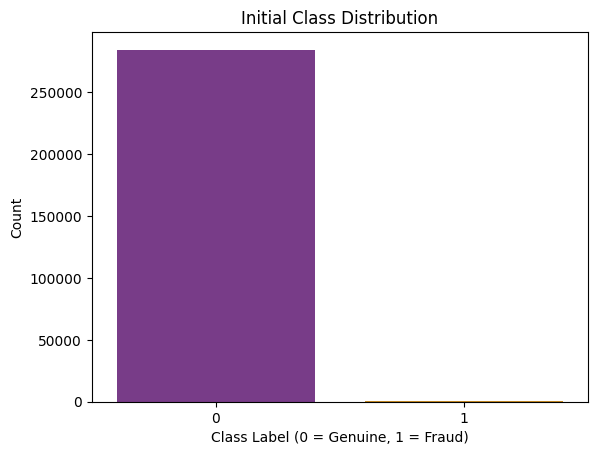 Initial Class Distribution
Count
250000
200000
150000
100000
50000
0
0 1
Class Label (0 = Genuine, 1 = Fraud)